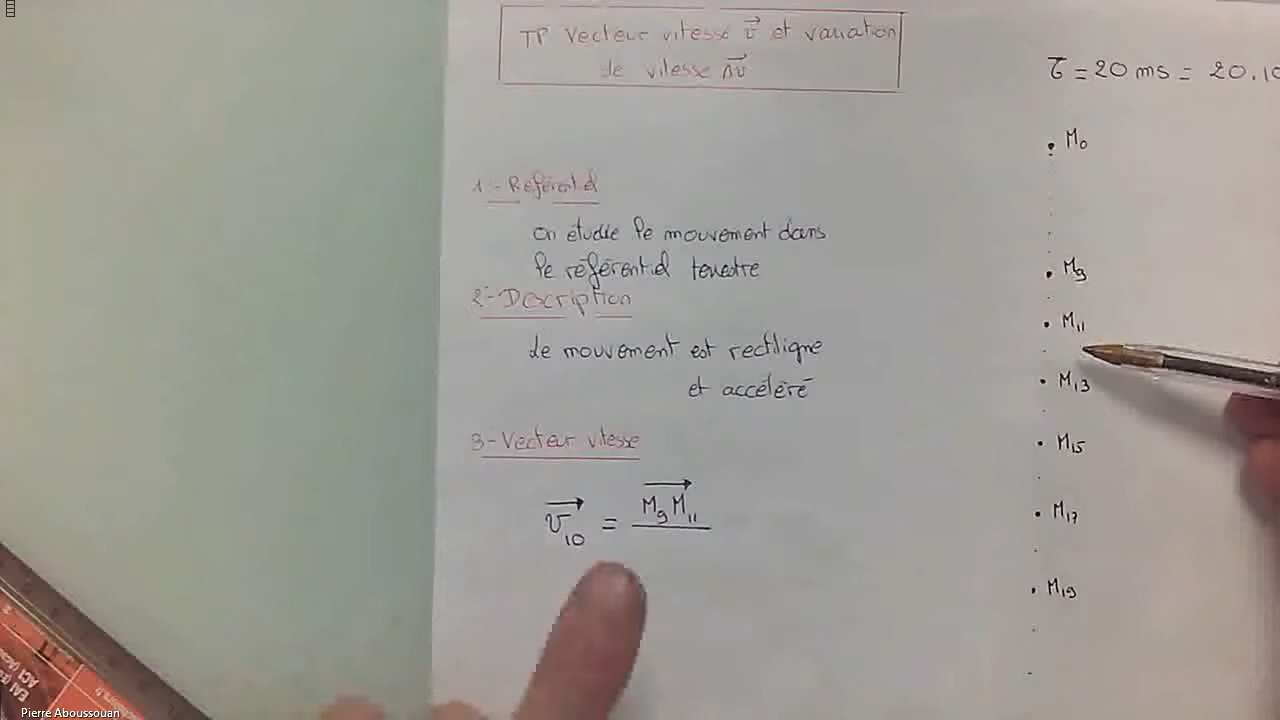 TP Vecteur vitesse v⃗ et variation
de vitesse Δv⃗
τ = 20 ms = 20.10
M₀
1 - Référentiel
on étudie le mouvement dans
le référentiel terrestre
M₉
2 - Description
M₁₁
Le mouvement est rectiligne
et accéléré
M₁₃
3 - Vecteur vitesse
M₁₅
v⃗₁₀ = M₉M₁₁
M₁₇
M₁₉
Pierre Aboussouan